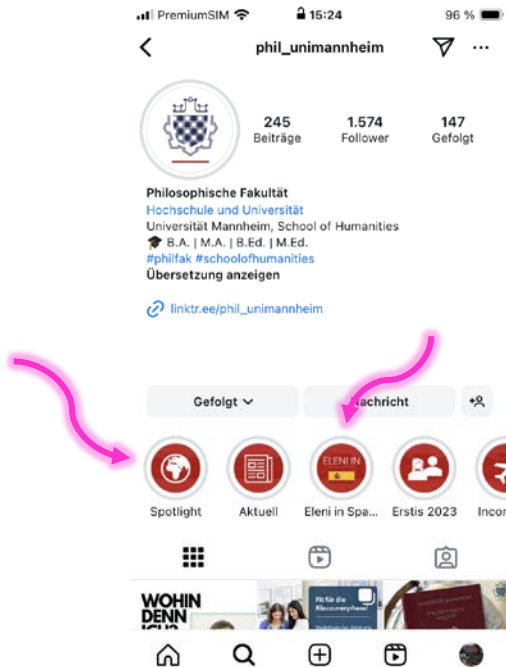 PremiumSIM 15:24 96 %
phil_unimannheim
245 1.574 147
Beiträge Follower Gefolgt
Philosophische Fakultät
Hochschule und Universität
Universität Mannheim, School of Humanities
🎓 B.A. | M.A. | B.Ed. | M.Ed.
#philfak #schoolofhumanities
Übersetzung anzeigen
linktr.ee/phil_unimannheim
Gefolgt Nachricht
ELENI IN
Spotlight Aktuell Eleni in Spa... Erstis 2023 Incor
WOHIN
DENN
ICH?
Fit für die
Klausurenphase!